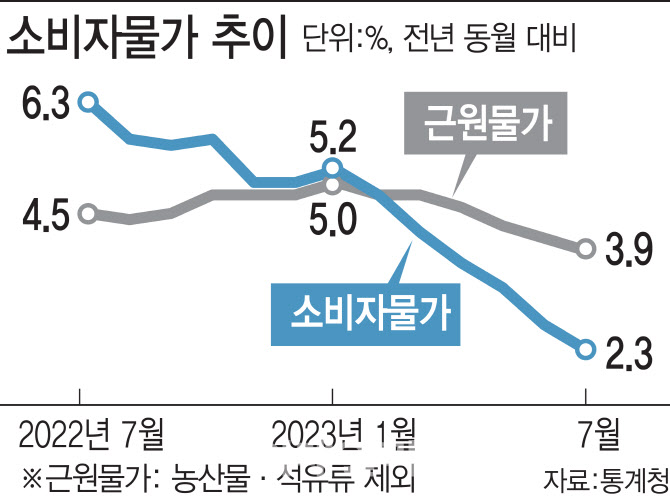 소비자물가 추이 단위:%, 전년 동월 대비
6.3
근원물가
5.2
4.5
5.0
3.9
소비자물가
2.3
2022년 7월 2023년 1월 7월
※근원물가: 농산물·석유류 제외 자료:통계청